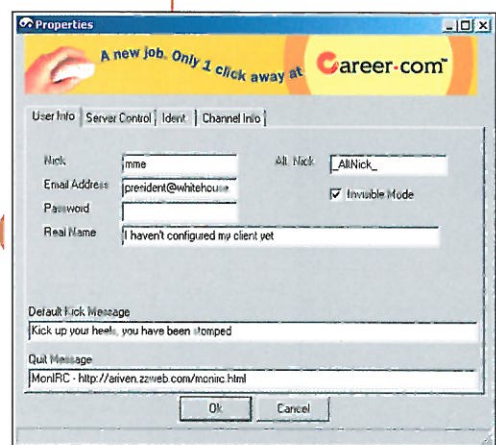 Properties
A new job. Only 1 click away at Career.com™
User Info Server Control Ident Channel Info
Nick mme Alt. Nick _AltNick_
Email Address president@whitehouse
Invisible Mode
Password
Real Name I haven't configured my client yet
Default Kick Message
Kick up your heels, you have been stomped
Quit Message
MonIRC - http://ariven.zzweb.com/monirc.html
Ok Cancel